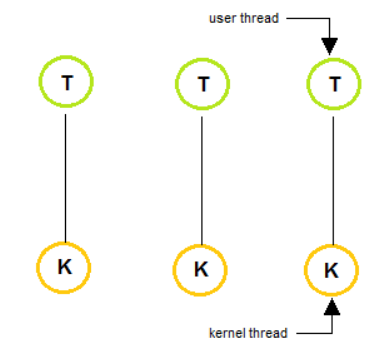 user thread
T T T
K K K
kernel thread